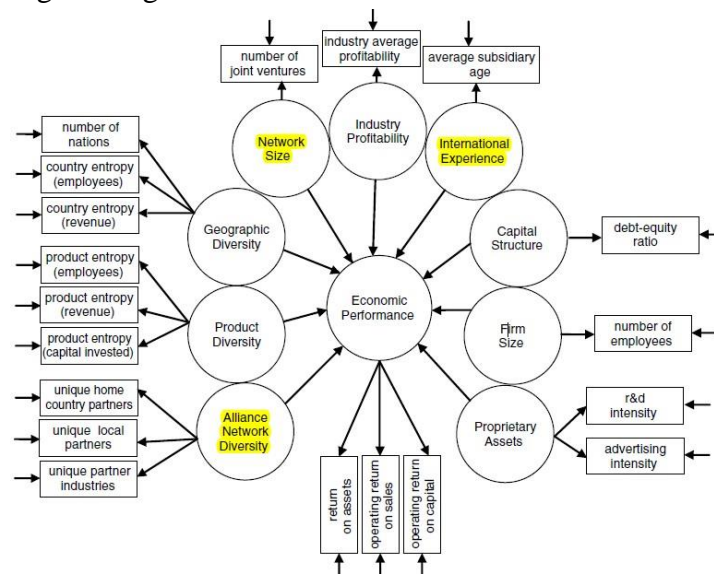 number of
joint ventures
industry average
profitability
average subsidiary
age
Network
Size
Industry
Profitability
International
Experience
number of
nations
country entropy
(employees)
country entropy
(revenue)
Geographic
Diversity
Capital
Structure
debt-equity
ratio
product entropy
(employees)
product entropy
(revenue)
product entropy
(capital invested)
Product
Diversity
Economic
Performance
Firm
Size
number of
employees
unique home
country partners
unique local
partners
unique partner
industries
Alliance
Network
Diversity
Proprietary
Assets
r&d
intensity
advertising
intensity
return
on assets
operating return
on sales
operating return
on capital